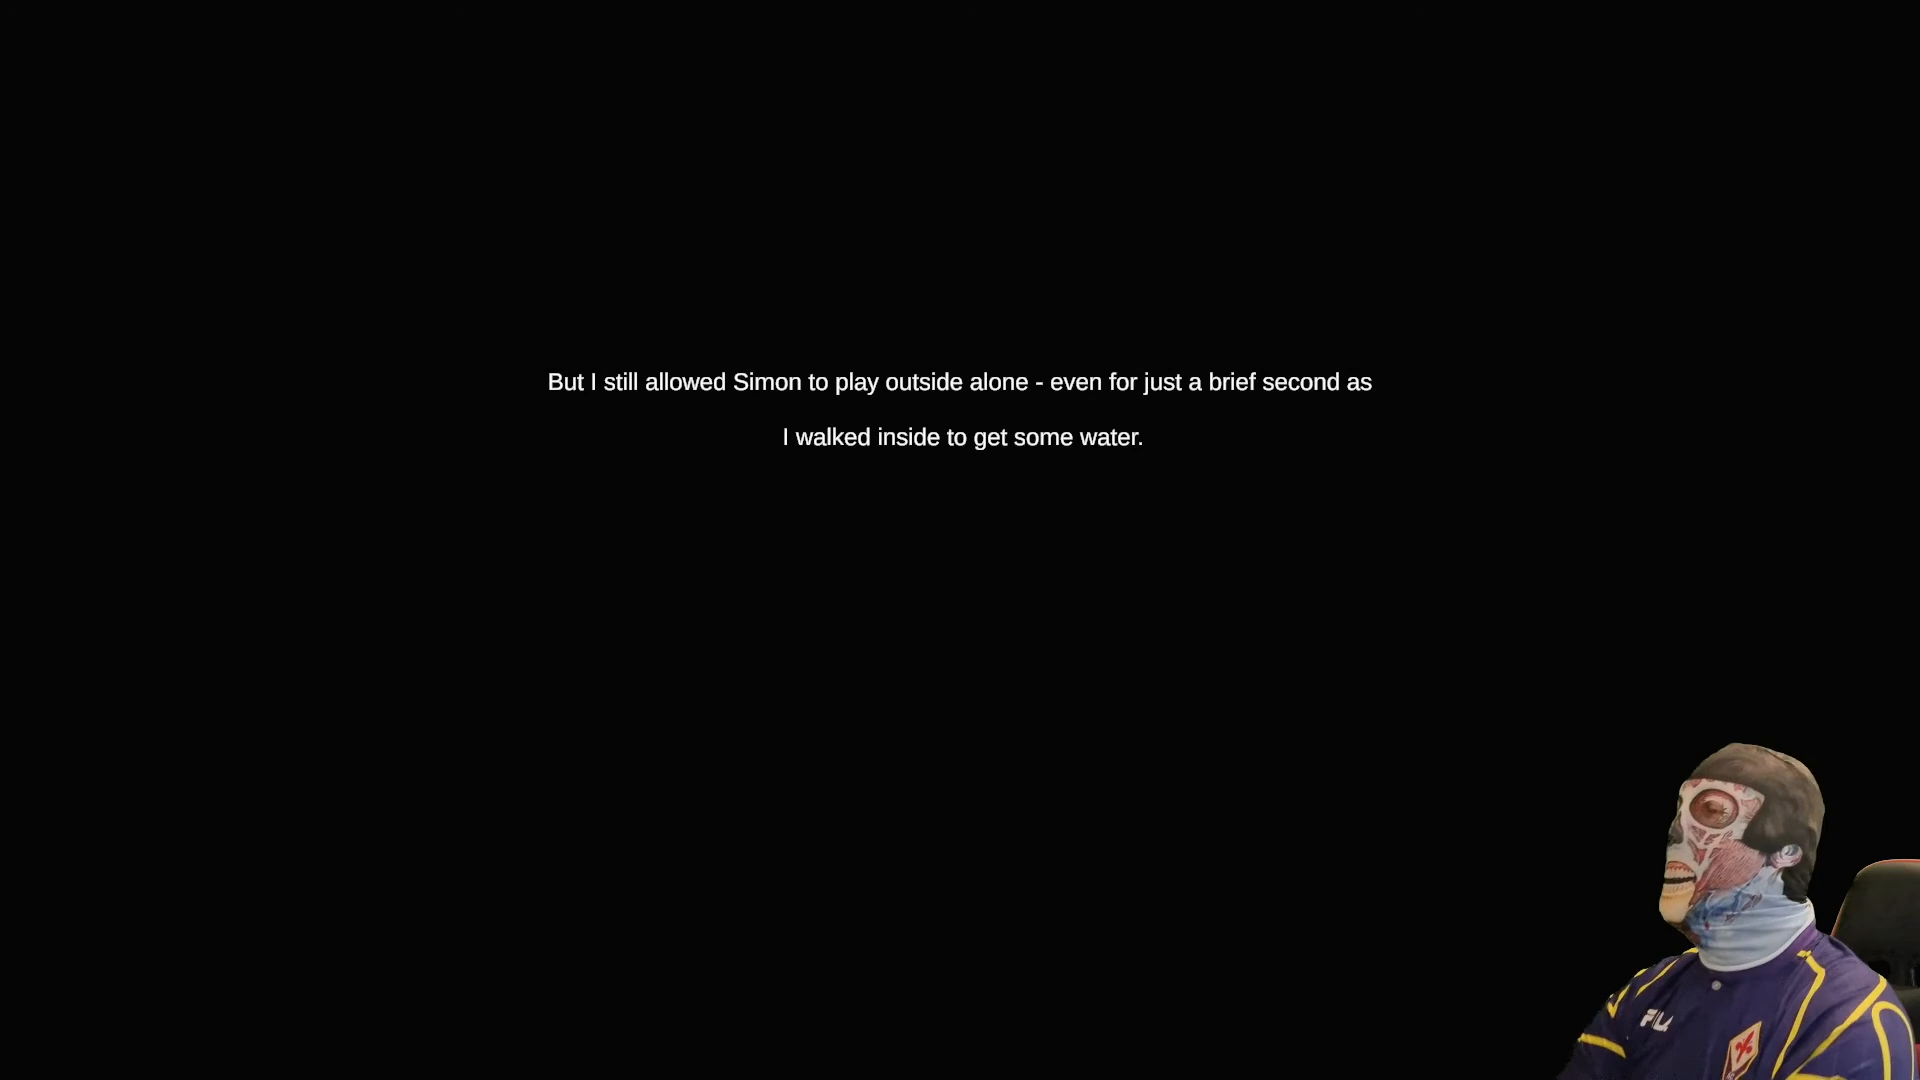 But I still allowed Simon to play outside alone - even for just a brief second as
I walked inside to get some water.
FILA